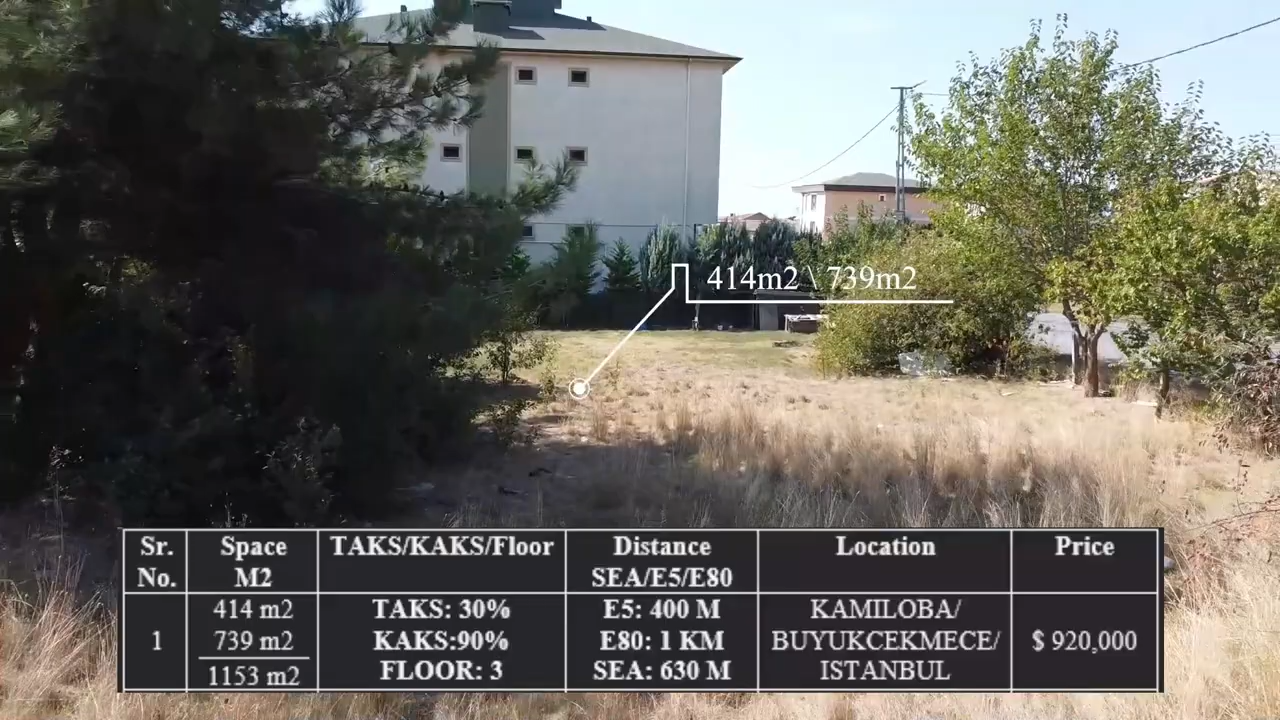 414m2 \ 739m2
Sr. No.
Space M2
TAKS/KAKS/Floor
Distance SEA/E5/E80
Location
Price
1
414 m2
739 m2
1153 m2
TAKS: 30%
KAKS:90%
FLOOR: 3
E5: 400 M
E80: 1 KM
SEA: 630 M
KAMILOBA/
BUYUKCEKMECE/
ISTANBUL
$ 920,000